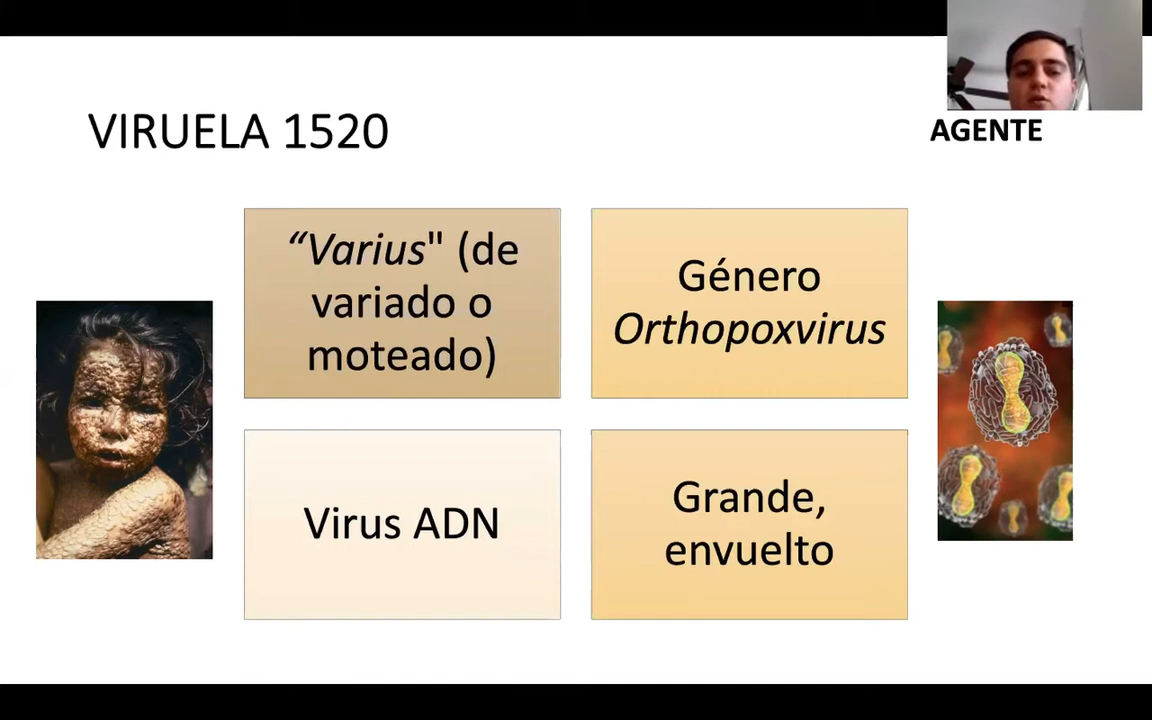 VIRUELA 1520
AGENTE
“Varius" (de
variado o
moteado)
Género
Orthopoxvirus
Virus ADN
Grande,
envuelto